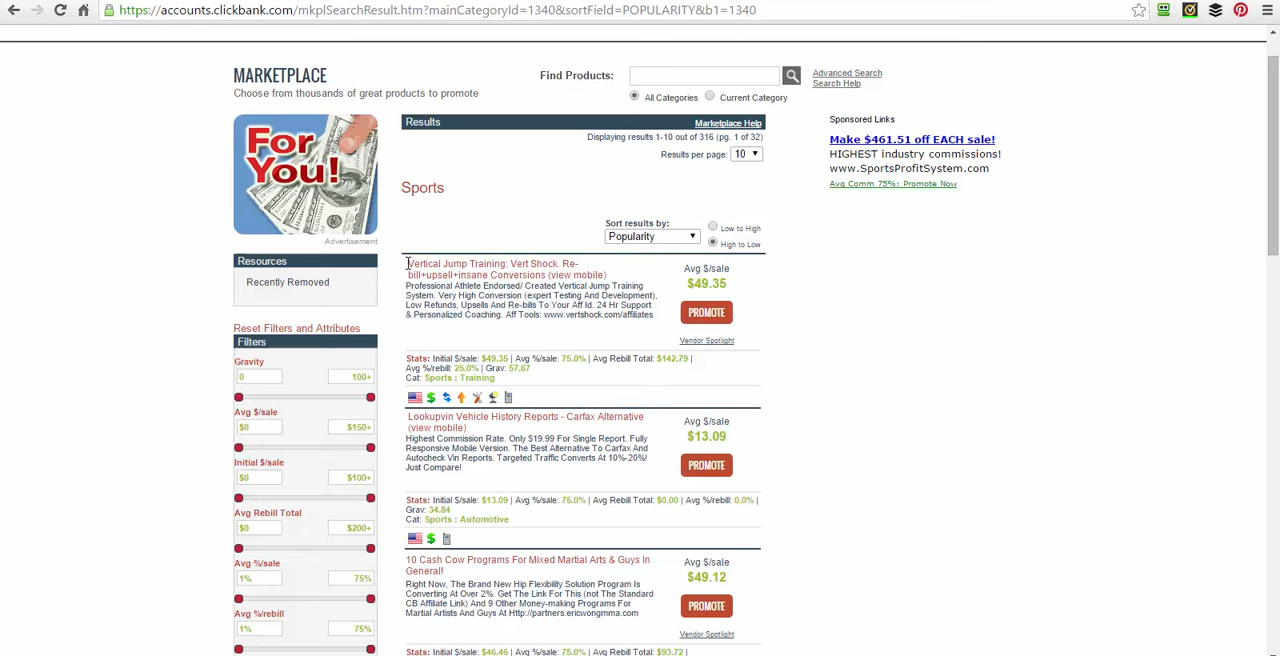 https://accounts.clickbank.com/mkplSearchResult.htm?mainCategoryId=1340&sortField=POPULARITY&b1=1340
MARKETPLACE
Choose from thousands of great products to promote
Find Products:
Advanced Search
Search Help
All Categories
Current Category
For
You!
Advertisement
Resources
Recently Removed
Reset Filters and Attributes
Filters
Gravity
0
100+
Avg $/sale
$0
$150+
Initial $/sale
$0
$100+
Avg Rebill Total
$0
$200+
Avg %/sale
1%
75%
Avg %/rebill
1%
75%
Results
Marketplace Help
Displaying results 1-10 out of 316 (pg. 1 of 32)
Results per page: 10
Sports
Sort results by:
Popularity
Low to High
High to Low
Vertical Jump Training: Vert Shock. Re-
bill+upsell+insane Conversions (view mobile)
Professional Athlete Endorsed/ Created Vertical Jump Training
System. Very High Conversion (expert Testing And Development),
Low Refunds, Upsells And Re-bills To Your Aff Id. 24 Hr Support
& Personalized Coaching. Aff Tools: www.vertshock.com/affiliates
Avg $/sale
$49.35
PROMOTE
Vendor Spotlight
Stats: Initial $/sale: $49.35 | Avg %/sale: 75.0% | Avg Rebill Total: $142.79 |
Avg %/rebill: 25.0% | Grav: 57.67
Cat: Sports : Training
Lookupvin Vehicle History Reports - Carfax Alternative
(view mobile)
Highest Commission Rate. Only $19.99 For Single Report. Fully
Responsive Mobile Version. The Best Alternative To Carfax And
Autocheck Vin Reports. Targeted Traffic Converts At 10%-20%!
Just Compare!
Avg $/sale
$13.09
PROMOTE
Stats: Initial $/sale: $13.09 | Avg %/sale: 75.0% | Avg Rebill Total: $0.00 | Avg %/rebill: 0.0% |
Grav: 34.84
Cat: Sports : Automotive
10 Cash Cow Programs For Mixed Martial Arts & Guys In
General!
Right Now, The Brand New Hip Flexibility Solution Program Is
Converting At Over 2%. Get The Link For This (not The Standard
CB Affiliate Link) And 9 Other Money-making Programs For
Martial Artists And Guys At Http://partners.ericwongmma.com
Avg $/sale
$49.12
PROMOTE
Vendor Spotlight
Stats: Initial $/sale: $46.46 | Avg %/sale: 75.0% | Avg Rebill Total: $93.72 |
Sponsored Links
Make $461.51 off EACH sale!
HIGHEST industry commissions!
www.SportsProfitSystem.com
Avg Comm 75%: Promote Now